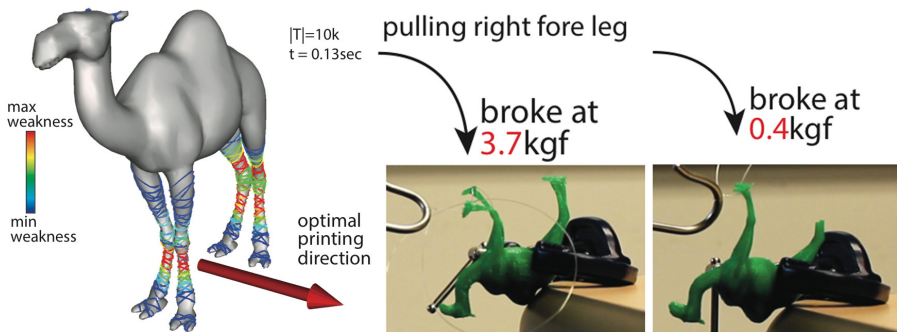 |T|=10k
t = 0.13sec
max
weakness
min
weakness
optimal
printing
direction
pulling right fore leg
broke at
3.7kgf
broke at
0.4kgf